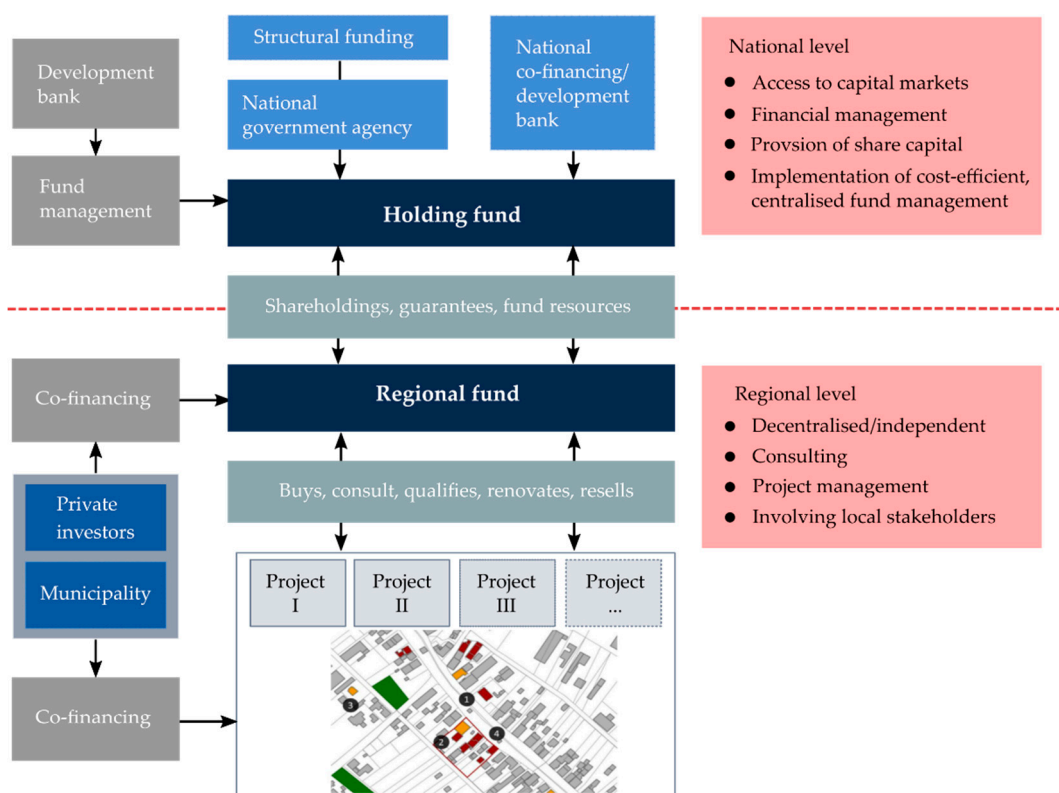 Development
bank
Fund
management
Structural funding
National
government agency
National
co-financing/
development
bank
Holding fund
Shareholdings, guarantees, fund resources
National level
● Access to capital markets
● Financial management
● Provsion of share capital
● Implementation of cost-efficient,
centralised fund management
Co-financing
Private
investors
Municipality
Co-financing
Regional fund
Buys, consult, qualifies, renovates, resells
Project
I
Project
II
Project
III
Project
...
1
2
3
4
Regional level
● Decentralised/independent
● Consulting
● Project management
● Involving local stakeholders